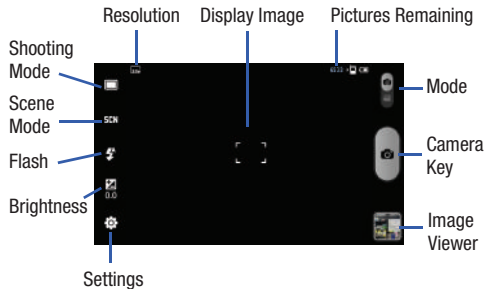 Resolution Display Image Pictures Remaining
Shooting
Mode
Mode
Scene
Mode
SCN
Flash
Camera
Key
Brightness
0.0
Image
Viewer
Settings